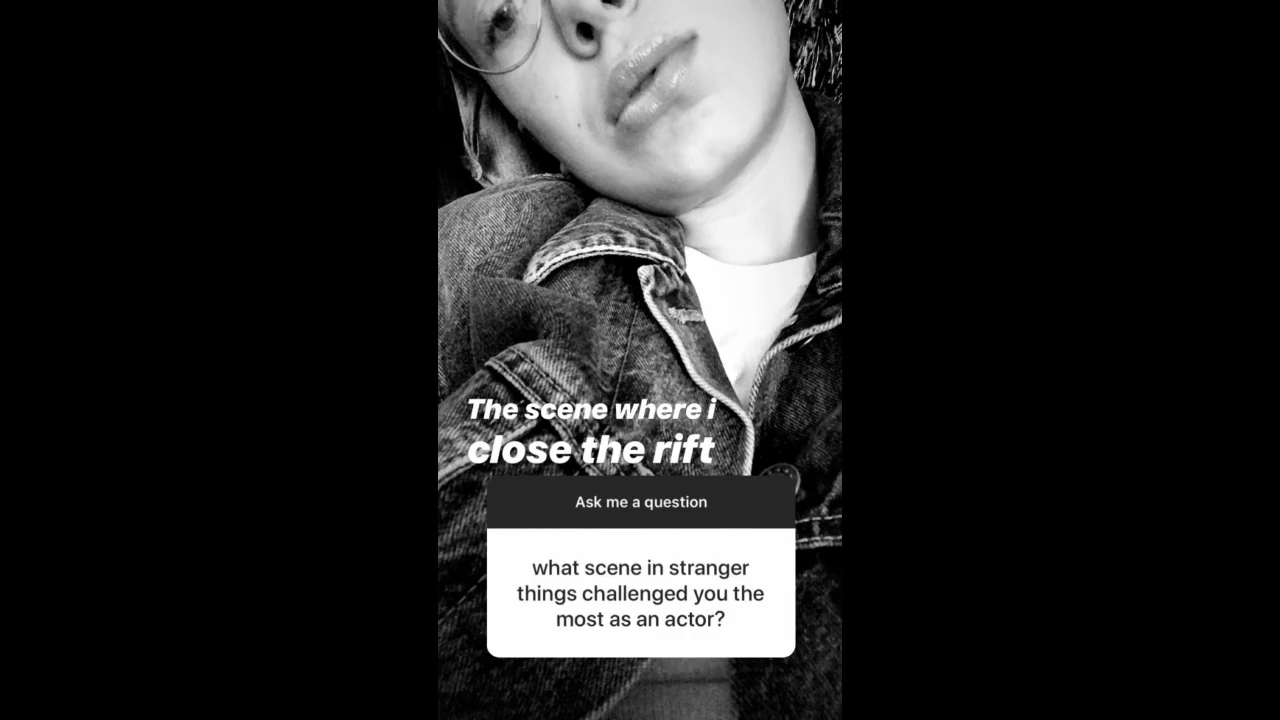 The scene where i
close the rift
Ask me a question
what scene in stranger
things challenged you the
most as an actor?